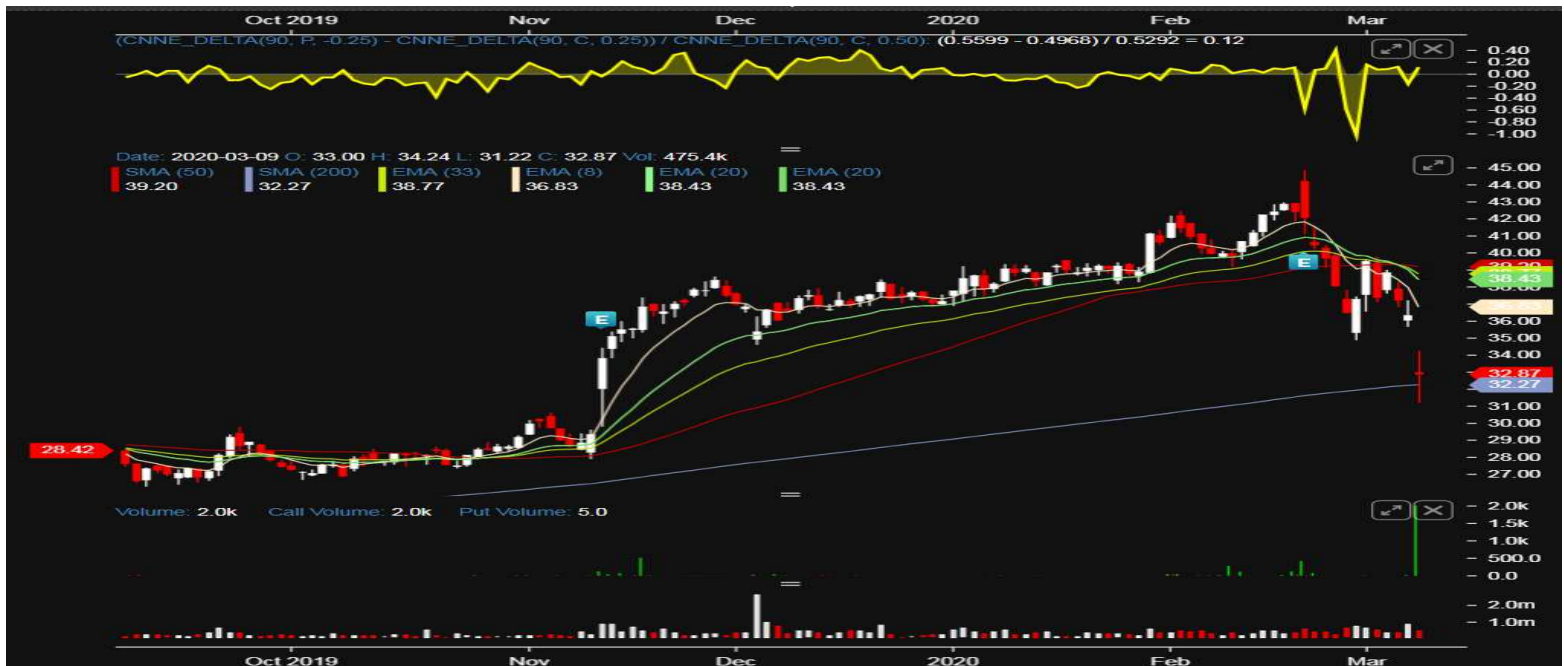 Oct 2019 Nov Dec 2020 Feb Mar
(CNNE_DELTA(90, P, -0.25) - CNNE_DELTA(90, C, 0.25)) / CNNE_DELTA(90, C, 0.50): (0.5599 - 0.4968) / 0.5292 = 0.12
0.40
0.20
0.00
-0.20
-0.40
-0.60
-0.80
-1.00
Date: 2020-03-09 O: 33.00 H: 34.24 L: 31.22 C: 32.87 Vol: 475.4k
SMA (50) SMA (200) EMA (33) EMA (8) EMA (20) EMA (20)
39.20 32.27 38.77 36.83 38.43 38.43
45.00
44.00
43.00
42.00
41.00
40.00
E
38.43
38.00
36.83
E
36.00
34.00
32.87
32.27
31.00
30.00
29.00
28.42
28.00
27.00
Volume: 2.0k Call Volume: 2.0k Put Volume: 5.0
2.0k
1.5k
1.0k
500.0
0.0
2.0m
1.0m
Oct 2019 Nov Dec 2020 Feb Mar